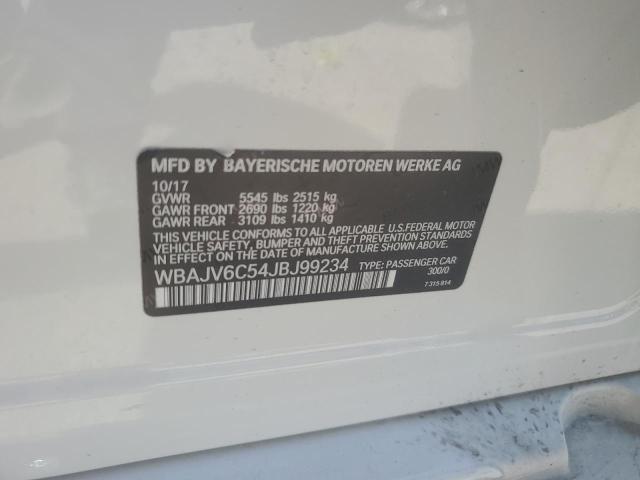 MFD BY BAYERISCHE MOTOREN WERKE AG
10/17
GVWR 5545 lbs 2515 kg
GAWR FRONT 2690 lbs 1220 kg
GAWR REAR 3109 lbs 1410 kg
THIS VEHICLE CONFORMS TO ALL APPLICABLE U.S.FEDERAL MOTOR
VEHICLE SAFETY, BUMPER AND THEFT PREVENTION STANDARDS
IN EFFECT ON THE DATE OF MANUFACTURE SHOWN ABOVE.
WBAJV6C54JBJ99234 TYPE: PASSENGER CAR
300/0
7 315 814